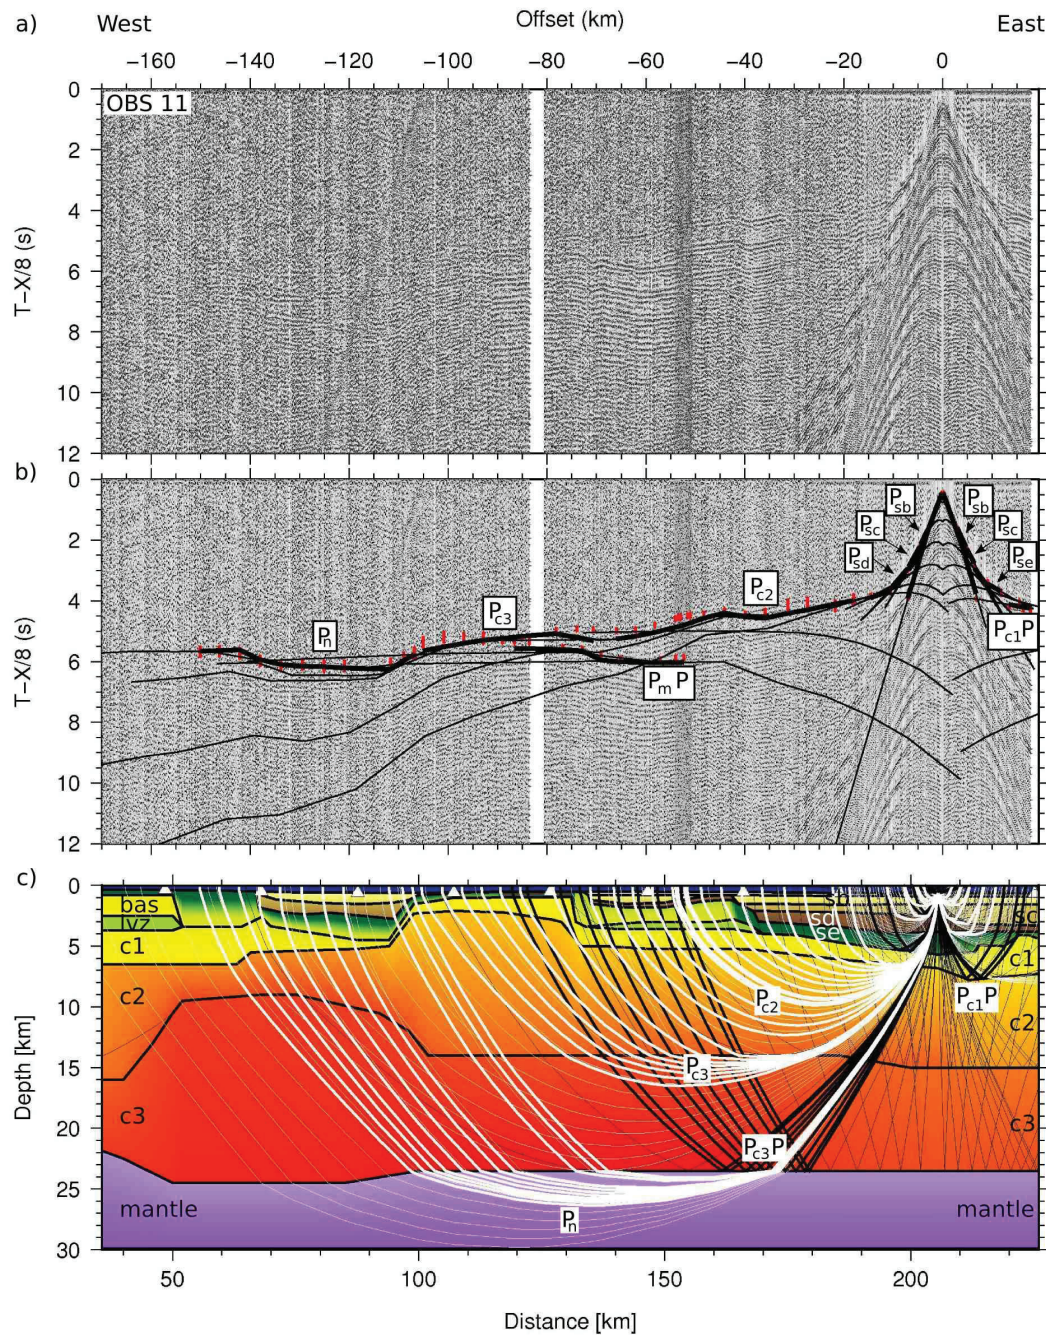 a) West Offset (km) East
−160 −140 −120 −100 −80 −60 −40 −20 0
OBS 11
0
2
4
6
8
10
12
T−X/8 (s)
b)
0
2
4
6
8
10
12
T−X/8 (s)
Psb Psb
Psc Psc
Psd Pse
Pc2
Pc3
Pn
Pc1P
PmP
c)
0
5
10
15
20
25
30
Depth [km]
bas
vz
c1
c2
c3
mantle
sb
sd
se
sc
c1
c2
c3
mantle
Pc2
Pc1P
Pc3
Pc3P
Pn
50 100 150 200
Distance [km]